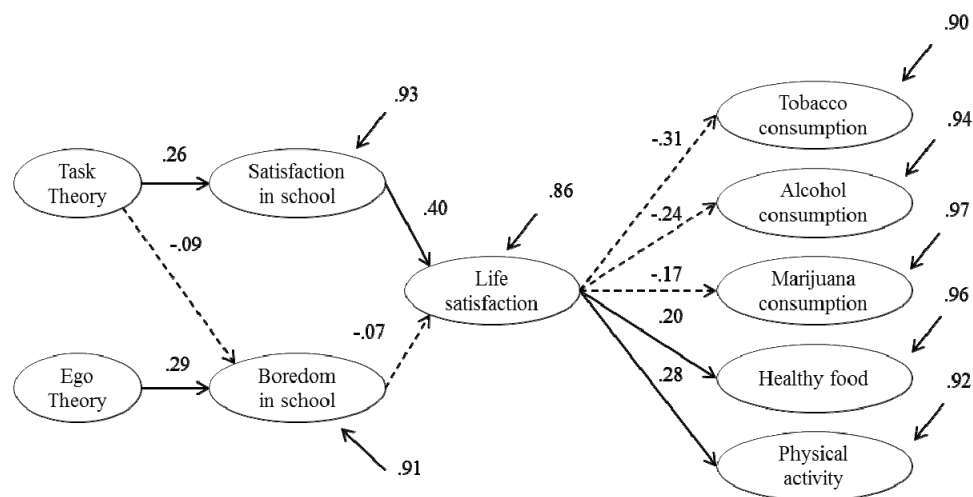 .90
Tobacco
consumption
.93
.94
-.31
Task
Theory
.26
Satisfaction
in school
.86
Alcohol
consumption
.40
-.24
.97
-.09
Life
satisfaction
-.17
Marijuana
consumption
.96
.20
-.07
Ego
Theory
.29
Boredom
in school
.28
Healthy food
.92
.91
Physical
activity